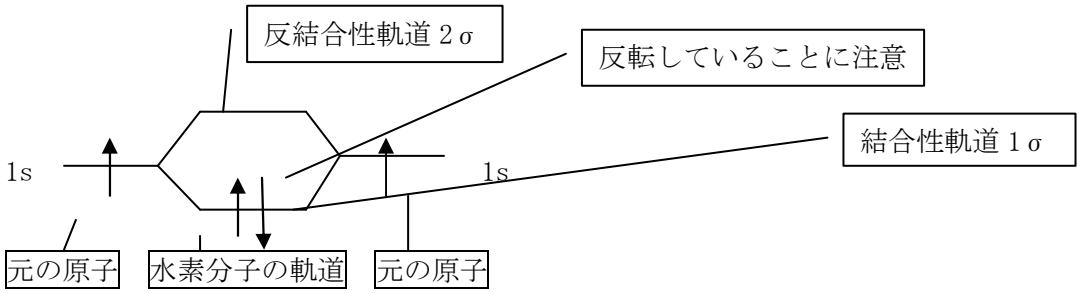 反結合性軌道 2σ
反転していることに注意
結合性軌道 1σ
1s
1s
元の原子
水素分子の軌道
元の原子